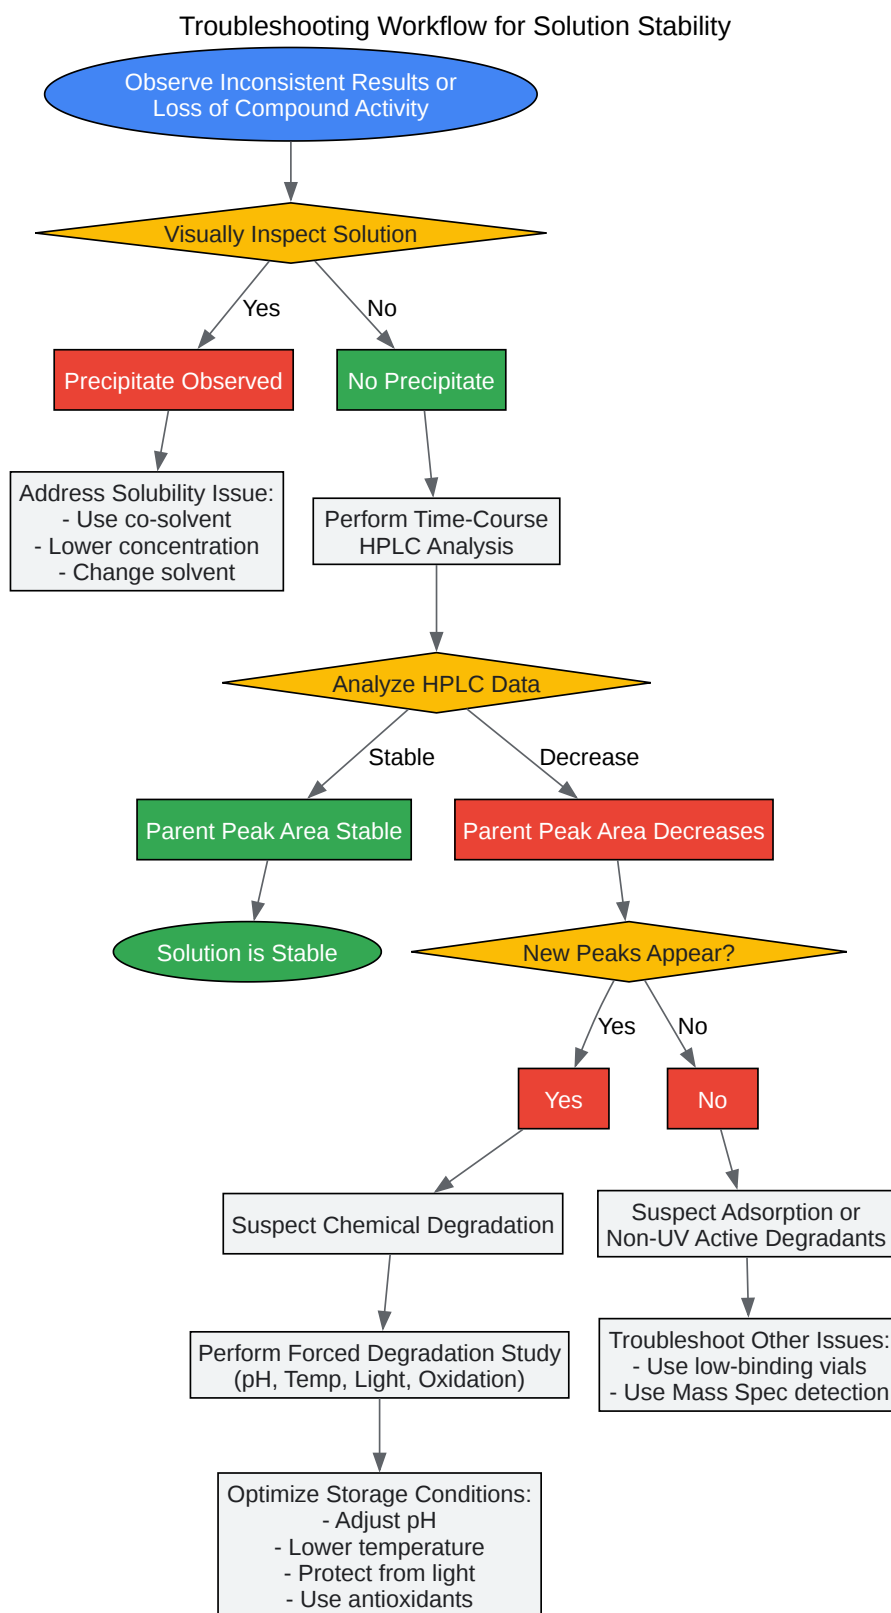 Troubleshooting Workflow for Solution Stability
Observe Inconsistent Results or
Loss of Compound Activity
Visually Inspect Solution
Yes
No
Precipitate Observed
No Precipitate
Address Solubility Issue:
- Use co-solvent
- Lower concentration
- Change solvent
Perform Time-Course
HPLC Analysis
Analyze HPLC Data
Stable
Decrease
Parent Peak Area Stable
Parent Peak Area Decreases
Solution is Stable
New Peaks Appear?
Yes
No
Yes
No
Suspect Chemical Degradation
Suspect Adsorption or
Non-UV Active Degradants
Perform Forced Degradation Study
(pH, Temp, Light, Oxidation)
Troubleshoot Other Issues:
- Use low-binding vials
- Use Mass Spec detection
Optimize Storage Conditions:
- Adjust pH
- Lower temperature
- Protect from light
- Use antioxidants